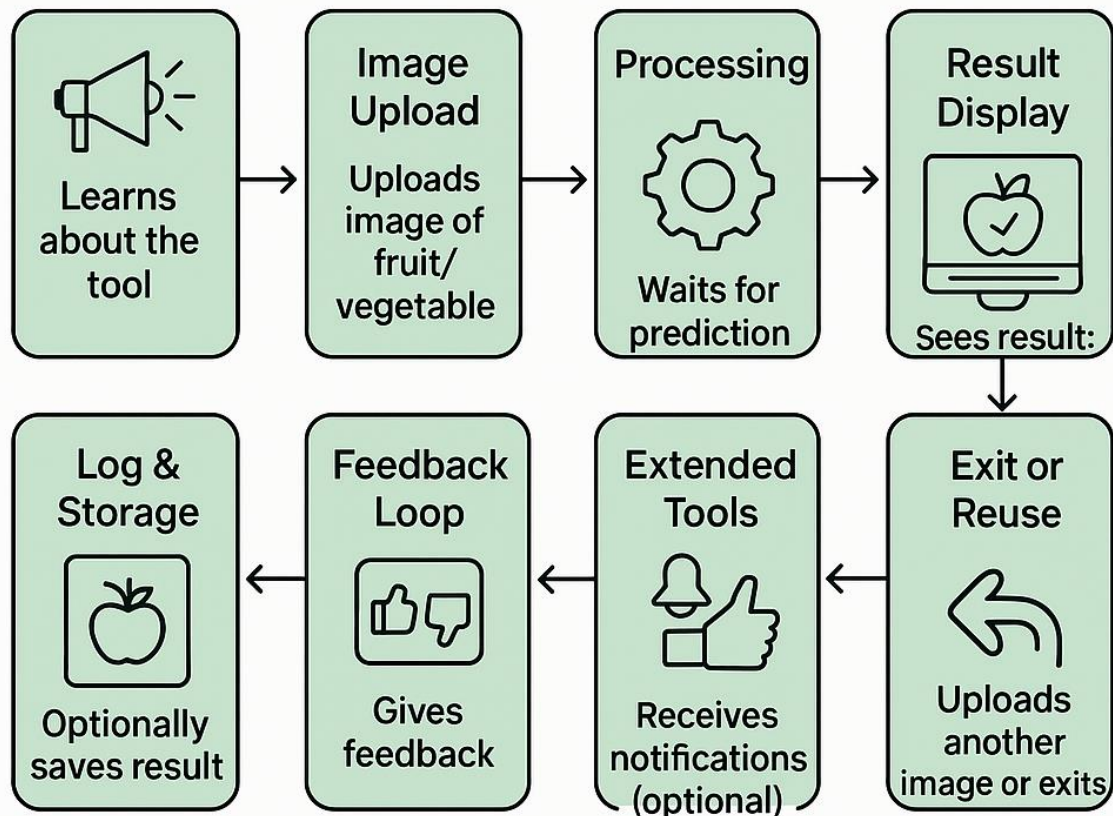 Learns
about the
tool
Image
Upload
Uploads
image of
fruit/
vegetable
Processing
Waits for
prediction
Result
Display
Sees result:
Exit or
Reuse
Uploads
another
image or exits
Extended
Tools
Receives
notifications
(optional)
Feedback
Loop
Gives
feedback
Log &
Storage
Optionally
saves result